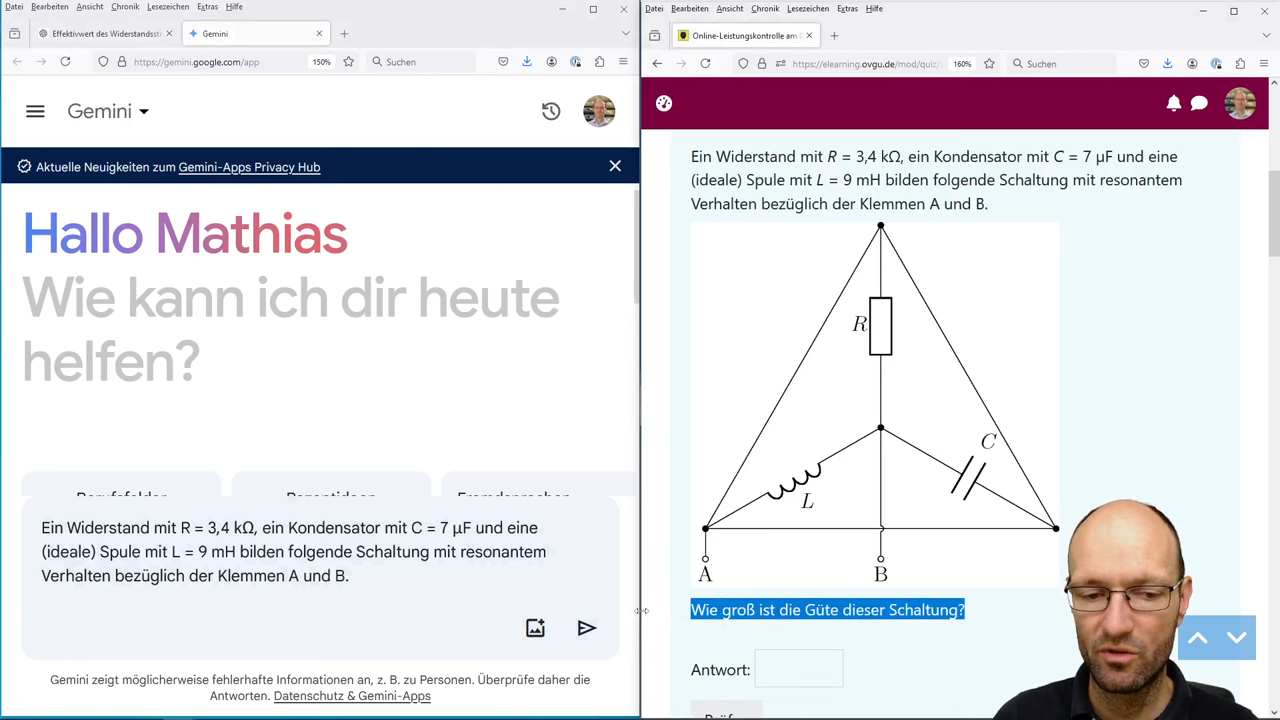 Datei Bearbeiten Ansicht Chronik Lesezeichen Extras Hilfe
Effektivwert des Widerstandsst
Gemini
https://gemini.google.com/app
150%
Suchen
Gemini
Aktuelle Neuigkeiten zum Gemini-Apps Privacy Hub
Hallo Mathias
Wie kann ich dir heute
helfen?
Berufsfelder
Rezeptideen
Fremdsprachen
Ein Widerstand mit R = 3,4 kΩ, ein Kondensator mit C = 7 µF und eine
(ideale) Spule mit L = 9 mH bilden folgende Schaltung mit resonantem
Verhalten bezüglich der Klemmen A und B.
Gemini zeigt möglicherweise fehlerhafte Informationen an, z. B. zu Personen. Überprüfe daher die
Antworten. Datenschutz & Gemini-Apps
Datei Bearbeiten Ansicht Chronik Lesezeichen Extras Hilfe
Online-Leistungskontrolle am
https://elearning.ovgu.de/mod/quiz/
160%
Suchen
Ein Widerstand mit R = 3,4 kΩ, ein Kondensator mit C = 7 µF und eine
(ideale) Spule mit L = 9 mH bilden folgende Schaltung mit resonantem
Verhalten bezüglich der Klemmen A und B.
R
C
L
A
B
Wie groß ist die Güte dieser Schaltung?
Antwort: